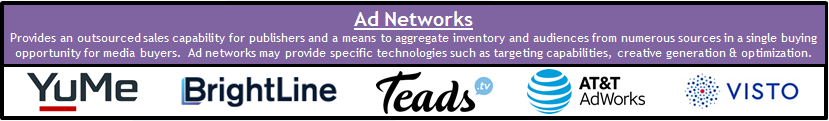 Ad Networks
Provides an outsourced sales capability for publishers and a means to aggregate inventory and audiences from numerous sources in a single buying
opportunity for media buyers. Ad networks may provide specific technologies such as targeting capabilities, creative generation & optimization.
YuMe BrightLine Teads .tv AT&T AdWorks VISTO